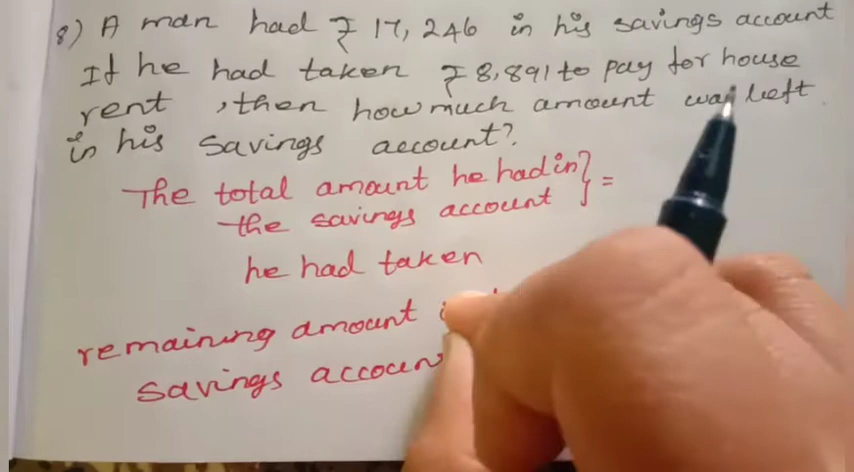 8) A man had ₹ 17,246 in his savings account
If he had taken ₹8,891 to pay for house
rent, then how much amount was left
in his savings account?
The total amount he had in } =
the savings account
he had taken
remaining amount
savings accoun